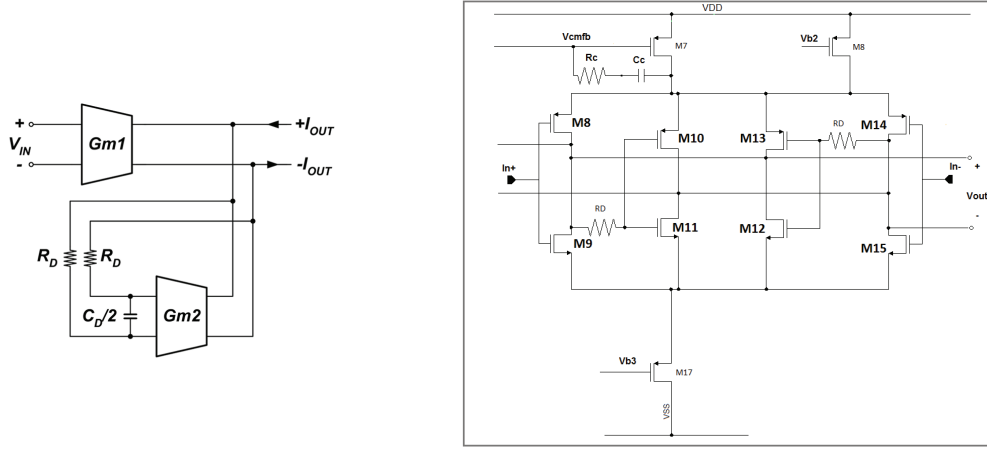 +
V_IN
-
Gm1
+I_OUT
-I_OUT
R_D
R_D
C_D/2
Gm2
VDD
Vcmfb
M7
Vb2
M8
Rc
Cc
M8
M10
M13
RD
M14
In+
In-
+
Vout
-
RD
M9
M11
M12
M15
Vb3
M17
VSS